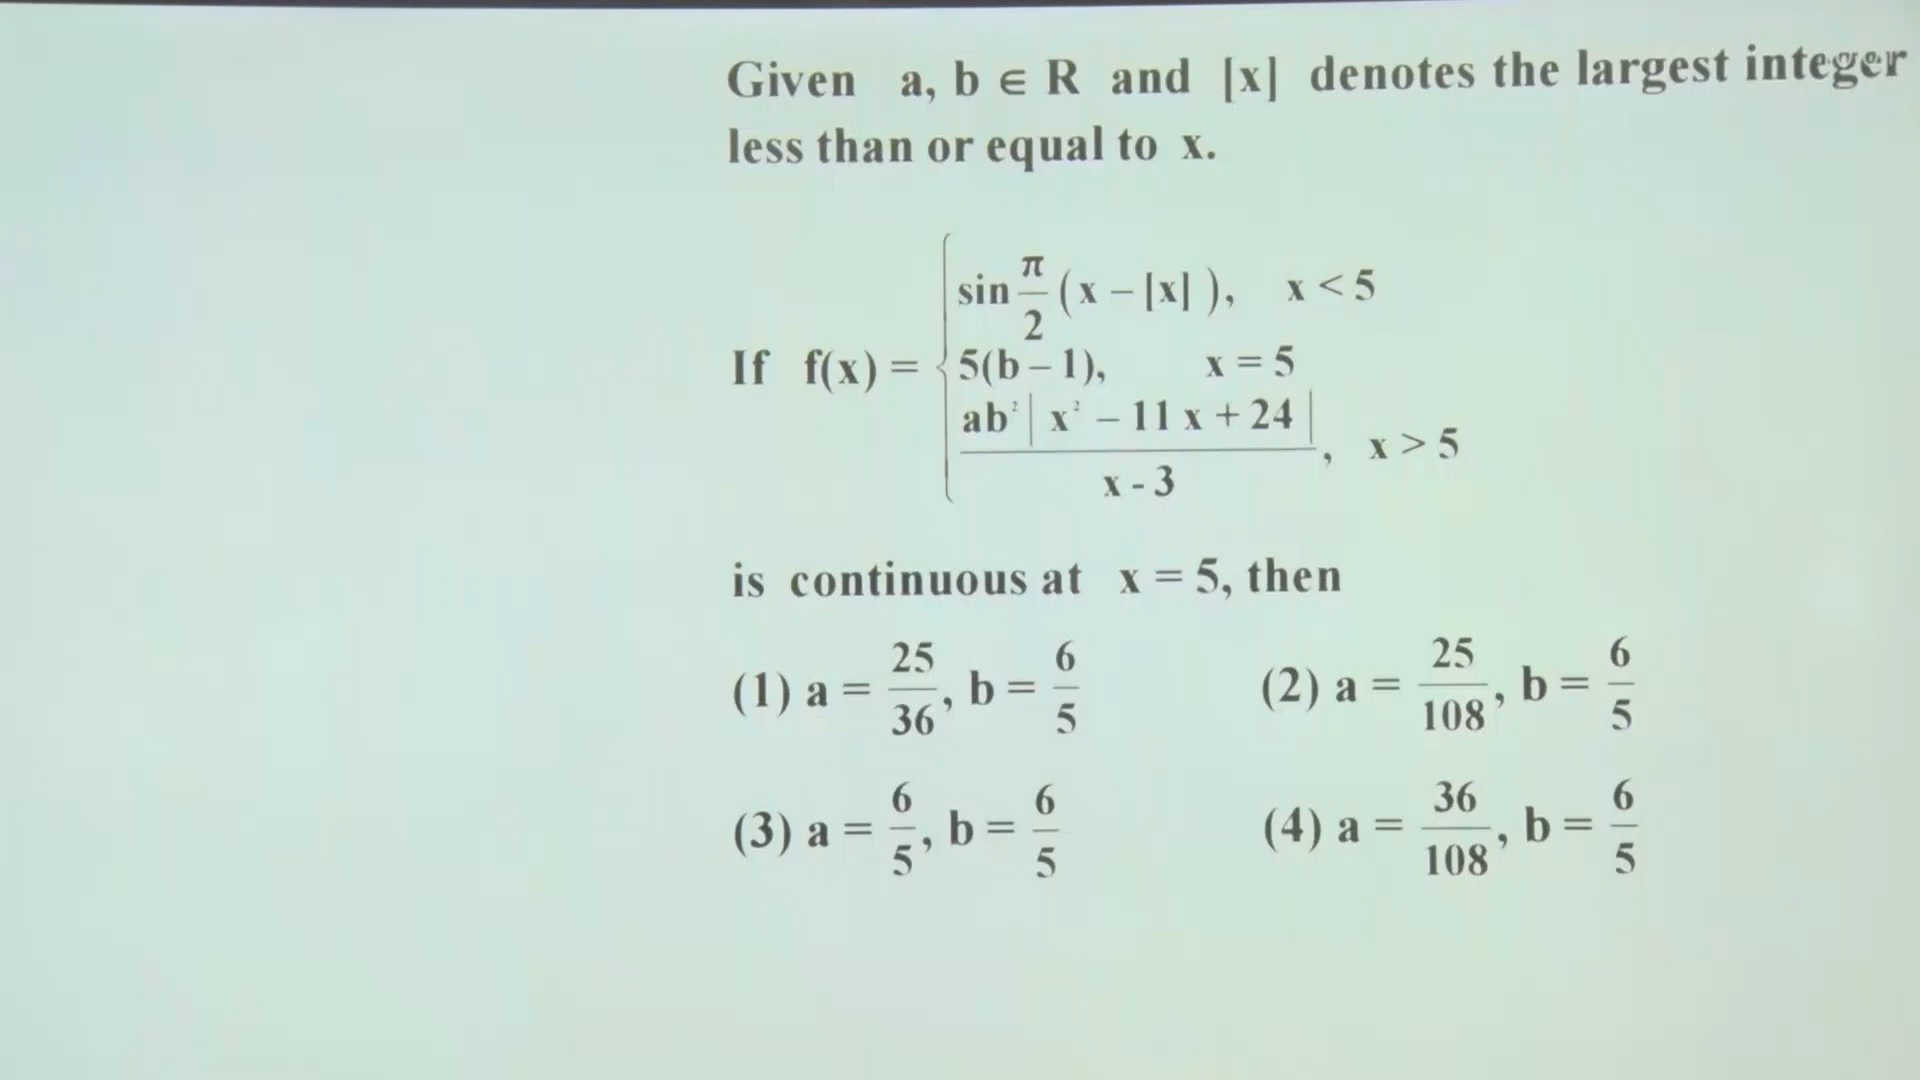 Given a, b ∈ R and [x] denotes the largest integer
less than or equal to x.
If f(x) = { sin π/2 (x – [x] ), x < 5
5(b – 1), x = 5
ab² | x² – 11 x + 24 | / x - 3 , x > 5
is continuous at x = 5, then
(1) a = 25/36, b = 6/5 (2) a = 25/108, b = 6/5
(3) a = 6/5, b = 6/5 (4) a = 36/108, b = 6/5